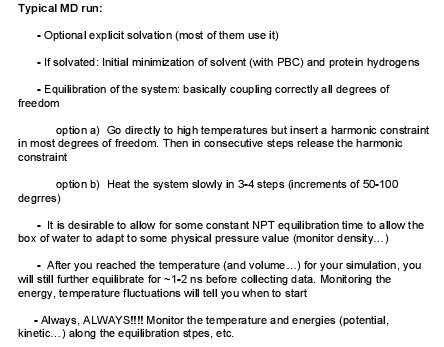 Typical MD run:
- Optional explicit solvation (most of them use it)
- If solvated: Initial minimization of solvent (with PBC) and protein hydrogens
- Equilibration of the system: basically coupling correctly all degrees of
freedom
option a) Go directly to high temperatures but insert a harmonic constraint
in most degrees of freedom. Then in consecutive steps release the harmonic
constraint
option b) Heat the system slowly in 3-4 steps (increments of 50-100
degrres)
- It is desirable to allow for some constant NPT equilibration time to allow the
box of water to adapt to some physical pressure value (monitor density…)
- After you reached the temperature (and volume…) for your simulation, you
will still further equilibrate for ~1-2 ns before collecting data. Monitoring the
energy, temperature fluctuations will tell you when to start
- Always, ALWAYS!!!! Monitor the temperature and energies (potential,
kinetic…) along the equilibration stpes, etc.